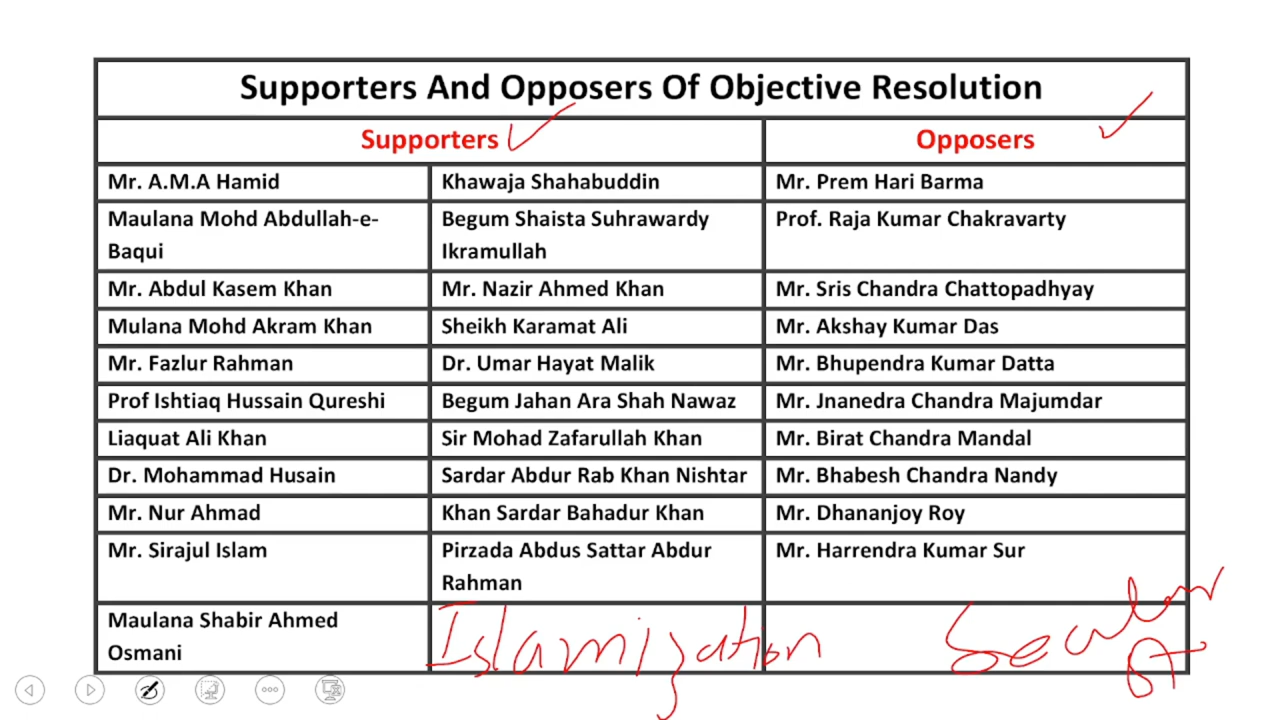 Supporters And Opposers Of Objective Resolution
Supporters
Opposers
Mr. A.M.A Hamid
Khawaja Shahabuddin
Mr. Prem Hari Barma
Maulana Mohd Abdullah-e-
Baqui
Begum Shaista Suhrawardy
Ikramullah
Prof. Raja Kumar Chakravarty
Mr. Abdul Kasem Khan
Mr. Nazir Ahmed Khan
Mr. Sris Chandra Chattopadhyay
Mulana Mohd Akram Khan
Sheikh Karamat Ali
Mr. Akshay Kumar Das
Mr. Fazlur Rahman
Dr. Umar Hayat Malik
Mr. Bhupendra Kumar Datta
Prof Ishtiaq Hussain Qureshi
Begum Jahan Ara Shah Nawaz
Mr. Jnanedra Chandra Majumdar
Liaquat Ali Khan
Sir Mohad Zafarullah Khan
Mr. Birat Chandra Mandal
Dr. Mohammad Husain
Sardar Abdur Rab Khan Nishtar
Mr. Bhabesh Chandra Nandy
Mr. Nur Ahmad
Khan Sardar Bahadur Khan
Mr. Dhananjoy Roy
Mr. Sirajul Islam
Pirzada Abdus Sattar Abdur
Rahman
Mr. Harrendra Kumar Sur
Maulana Shabir Ahmed
Osmani
Islamization
Secular